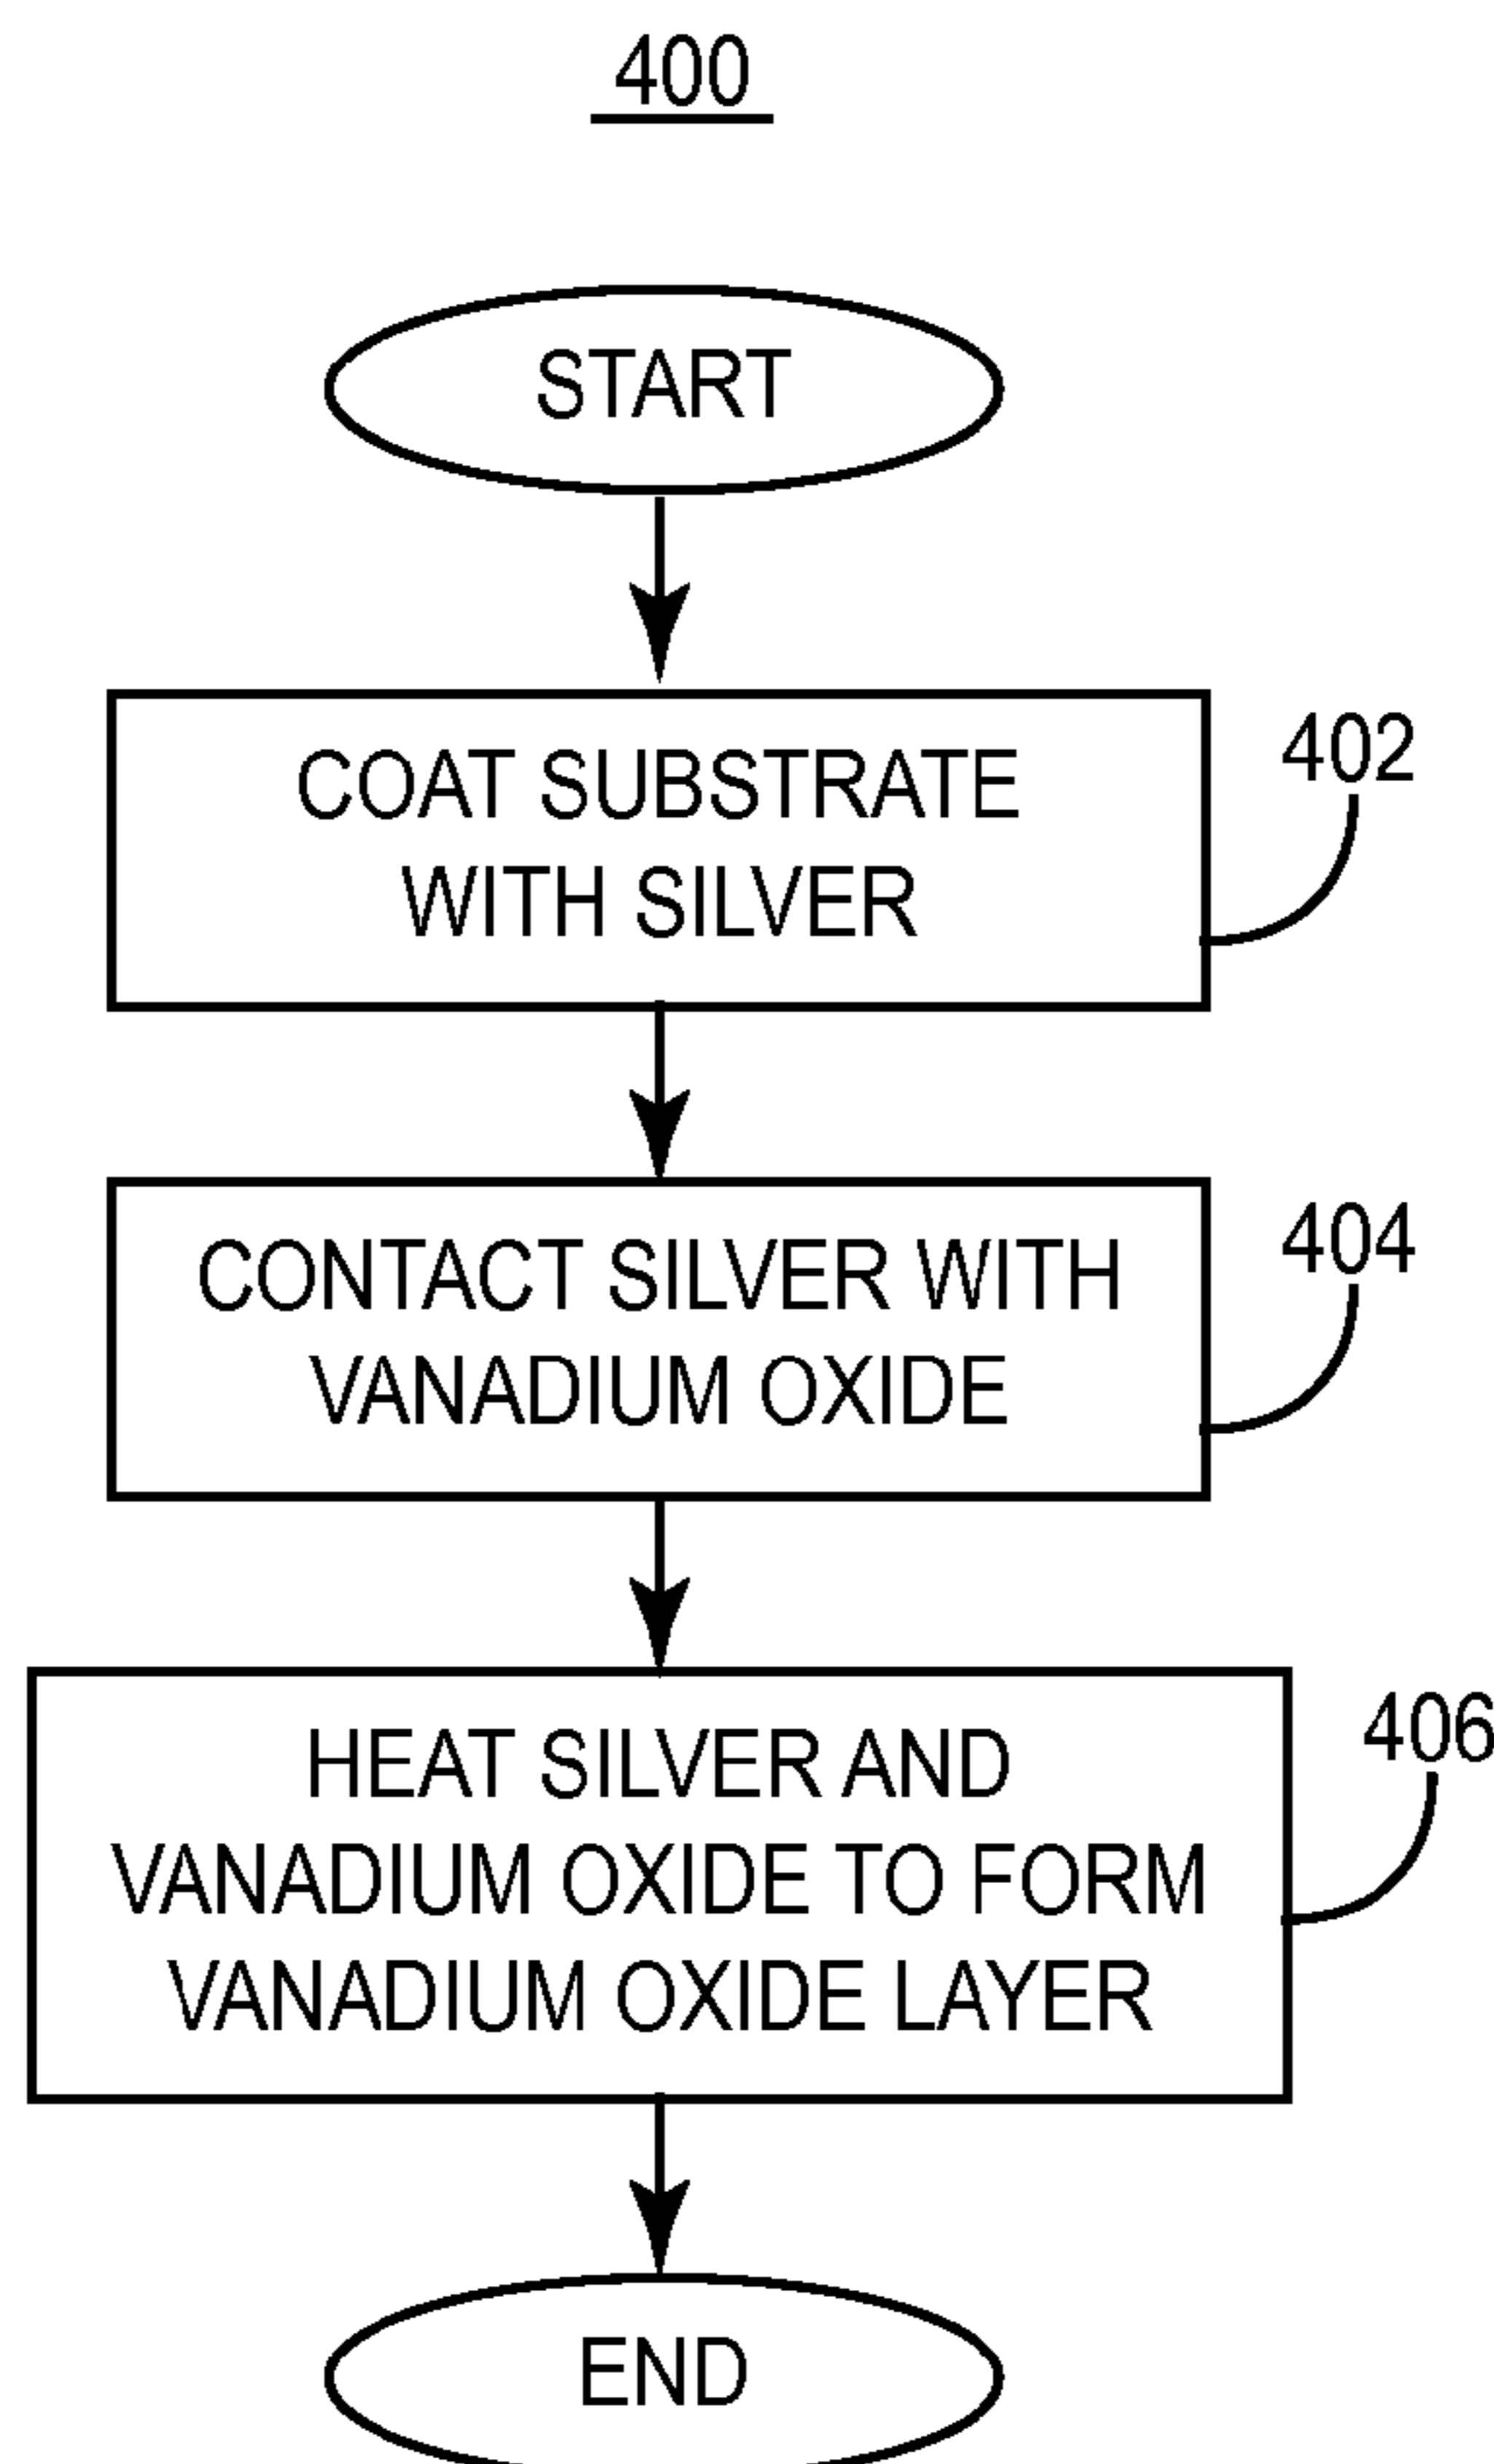 400
START
COAT SUBSTRATE
WITH SILVER
402
CONTACT SILVER WITH
VANADIUM OXIDE
404
HEAT SILVER AND
VANADIUM OXIDE TO FORM
VANADIUM OXIDE LAYER
406
END